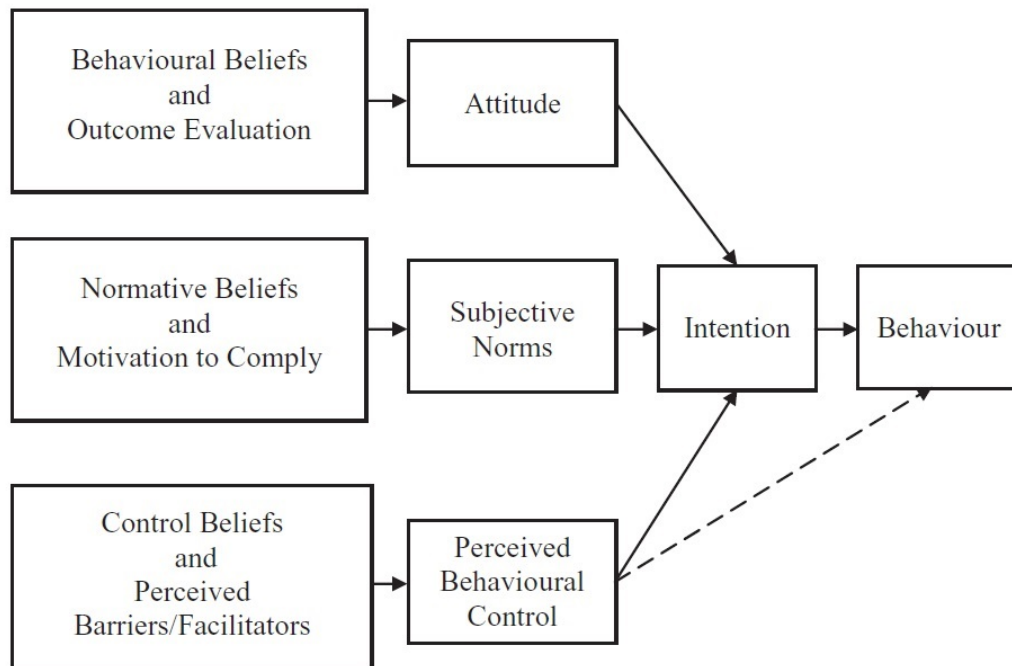 Behavioural Beliefs
and
Outcome Evaluation
Attitude
Normative Beliefs
and
Motivation to Comply
Subjective
Norms
Intention
Behaviour
Control Beliefs
and
Perceived
Barriers/Facilitators
Perceived
Behavioural
Control